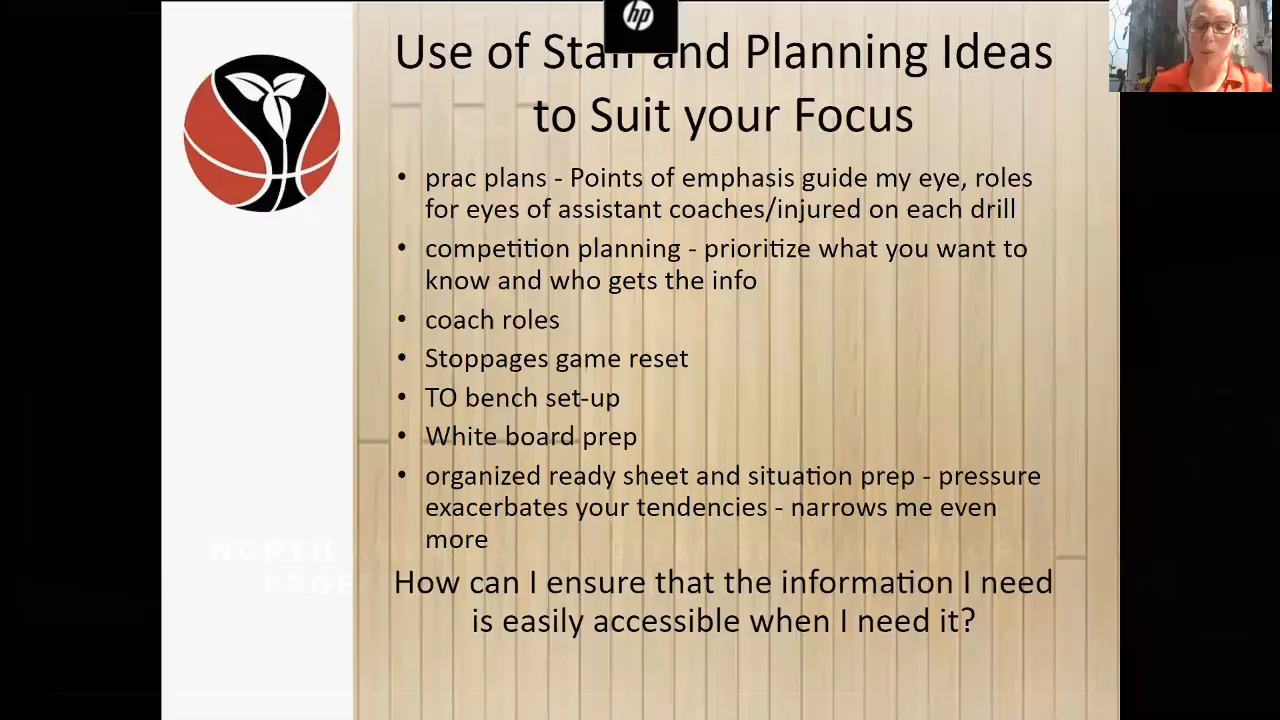 hp
Use of Staff and Planning Ideas
to Suit your Focus
• prac plans - Points of emphasis guide my eye, roles
for eyes of assistant coaches/injured on each drill
• competition planning - prioritize what you want to
know and who gets the info
• coach roles
• Stoppages game reset
• TO bench set-up
• White board prep
• organized ready sheet and situation prep - pressure
exacerbates your tendencies - narrows me even
more
NORTH
How can I ensure that the information I need
is easily accessible when I need it?